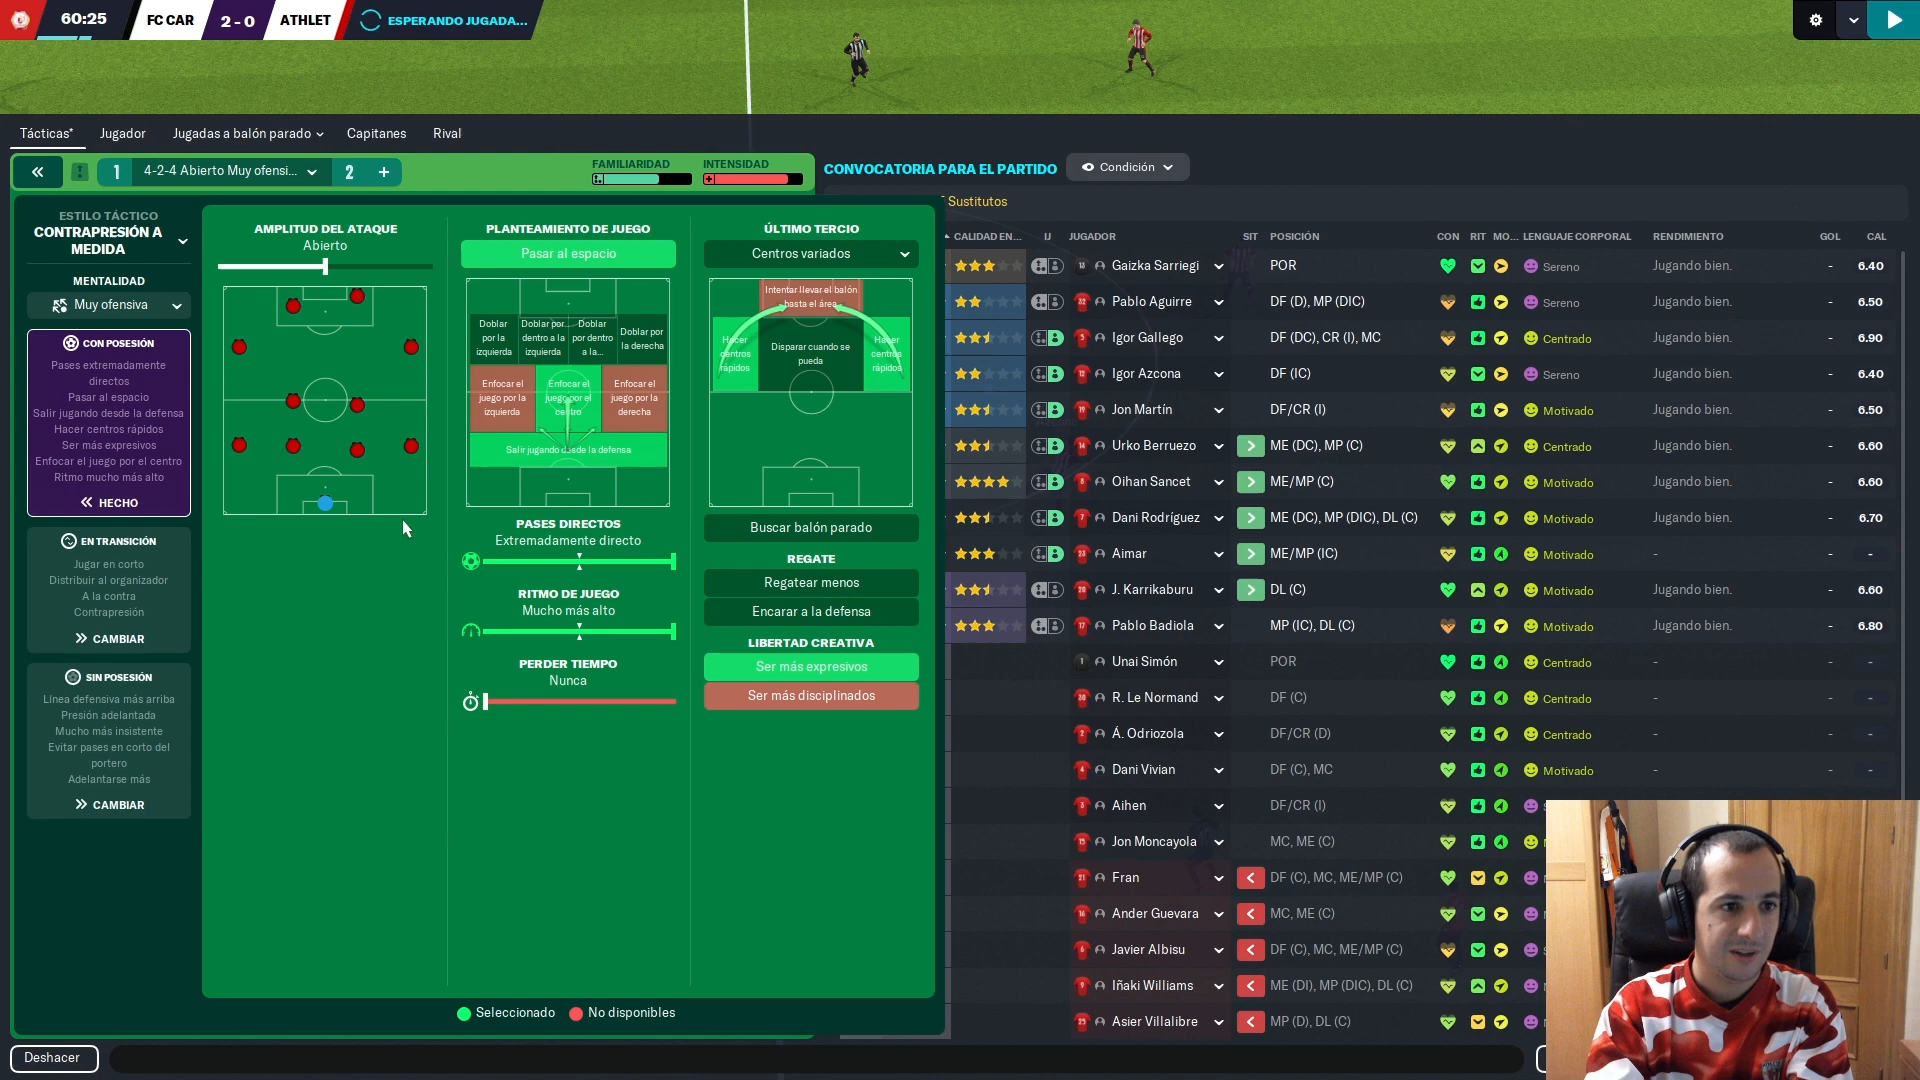 60:25
FC CAR
2 - 0
ATHLET
ESPERANDO JUGADA...
Tácticas*
Jugador
Jugadas a balón parado
Capitanes
Rival
1
4-2-4 Abierto Muy ofensi...
2
+
FAMILIARIDAD
INTENSIDAD
CONVOCATORIA PARA EL PARTIDO
Condición
ESTILO TÁCTICO
CONTRAPRESIÓN A
MEDIDA
MENTALIDAD
Muy ofensiva
CON POSESIÓN
Pases extremadamente
directos
Pasar al espacio
Salir jugando desde la defensa
Hacer centros rápidos
Ser más expresivos
Enfocar el juego por el centro
Ritmo mucho más alto
HECHO
EN TRANSICIÓN
Jugar en corto
Distribuir al organizador
A la contra
Contrapresión
CAMBIAR
SIN POSESIÓN
Línea defensiva más arriba
Presión adelantada
Mucho más insistente
Evitar pases en corto del
portero
Adelantarse más
CAMBIAR
AMPLITUD DEL ATAQUE
Abierto
PLANTEAMIENTO DE JUEGO
Pasar al espacio
Doblar
por la
izquierda
Doblar por...
dentro a la
izquierda
Doblar
por dentro
a la...
Doblar por
la derecha
Enfocar el
juego por la
izquierda
Enfocar el
juego por el
centro
Enfocar el
juego por la
derecha
Salir jugando desde la defensa
PASES DIRECTOS
Extremadamente directo
RITMO DE JUEGO
Mucho más alto
PERDER TIEMPO
Nunca
ÚLTIMO TERCIO
Centros variados
Intentar llevar el balón
hasta el área
Hacer
centros
rápidos
Disparar cuando se
pueda
Hacer
centros
rápidos
Buscar balón parado
REGATE
Regatear menos
Encarar a la defensa
LIBERTAD CREATIVA
Ser más expresivos
Ser más disciplinados
Seleccionado
No disponibles
Deshacer
Sustitutos
CALIDAD EN... IJ JUGADOR SIT POSICIÓN CON RIT MO... LENGUAJE CORPORAL RENDIMIENTO GOL CAL
Gaizka Sarriegi POR Sereno Jugando bien. - 6.40
Pablo Aguirre DF (D), MP (DIC) Sereno Jugando bien. - 6.50
Igor Gallego DF (DC), CR (I), MC Centrado Jugando bien. - 6.90
Igor Azcona DF (IC) Sereno Jugando bien. - 6.40
Jon Martín DF/CR (I) Motivado Jugando bien. - 6.50
Urko Berruezo ME (DC), MP (C) Centrado Jugando bien. - 6.60
Oihan Sancet ME/MP (C) Motivado Jugando bien. - 6.60
Dani Rodríguez ME (DC), MP (DIC), DL (C) Motivado Jugando bien. - 6.70
Aimar ME/MP (IC) Motivado - - -
J. Karrikaburu DL (C) Motivado Jugando bien. - 6.60
Pablo Badiola MP (IC), DL (C) Motivado Jugando bien. - 6.80
Unai Simón POR Centrado - - -
R. Le Normand DF (C) Centrado - - -
Á. Odriozola DF/CR (D) Centrado - - -
Dani Vivian DF (C), MC Motivado - - -
Aihen DF/CR (I)
Jon Moncayola MC, ME (C)
Fran DF (C), MC, ME/MP (C)
Ander Guevara MC, ME (C)
Javier Albisu DF (C), MC, ME/MP (C)
Iñaki Williams ME (DI), MP (DIC), DL (C)
Asier Villalibre MP (D), DL (C)